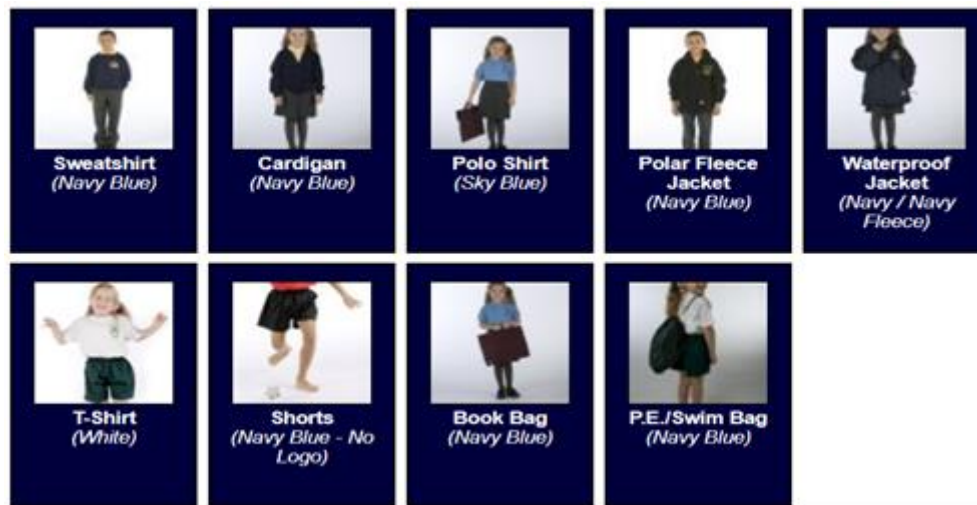 Sweatshirt
(Navy Blue)
Cardigan
(Navy Blue)
Polo Shirt
(Sky Blue)
Polar Fleece
Jacket
(Navy Blue)
Waterproof
Jacket
(Navy / Navy
Fleece)
T-Shirt
(White)
Shorts
(Navy Blue - No
Logo)
Book Bag
(Navy Blue)
P.E./Swim Bag
(Navy Blue)